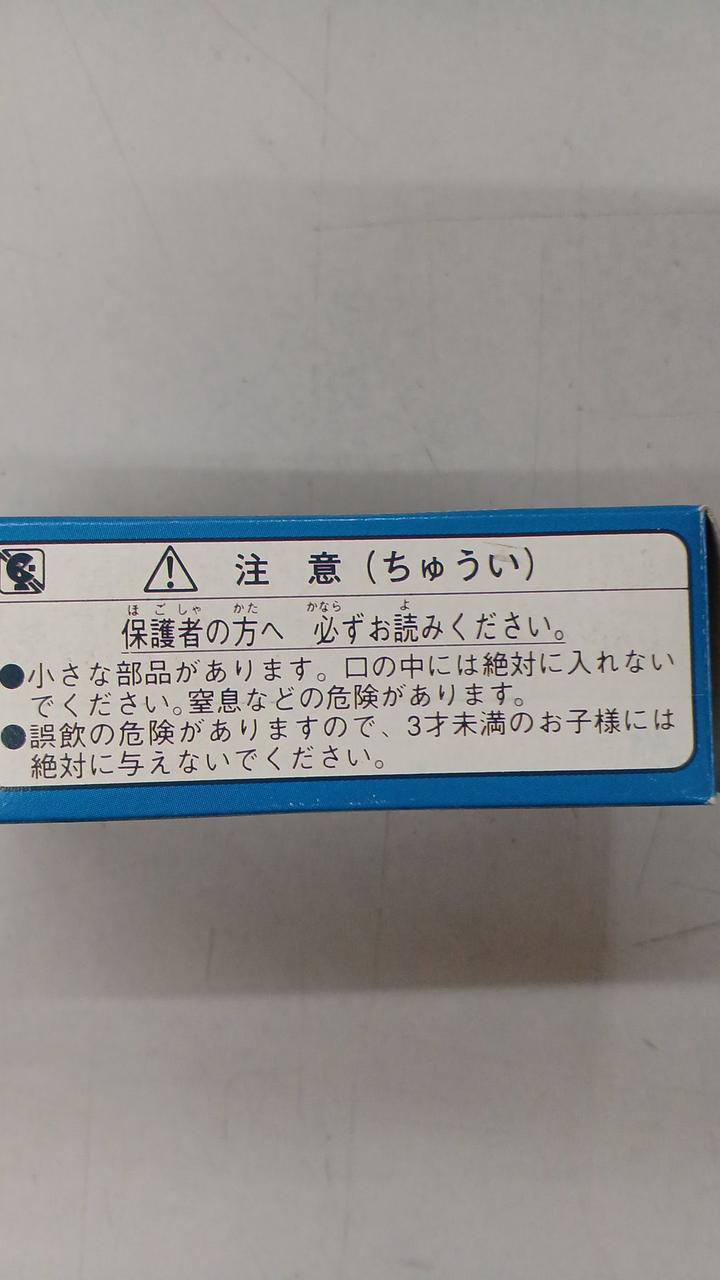 注 意 (ちゅうい)
ほごしゃ かた かなら よ
保護者の方へ 必ずお読みください。
●小さな部品があります。口の中には絶対に入れない
でください。窒息などの危険があります。
●誤飲の危険がありますので、3才未満のお子様には
絶対に与えないでください。